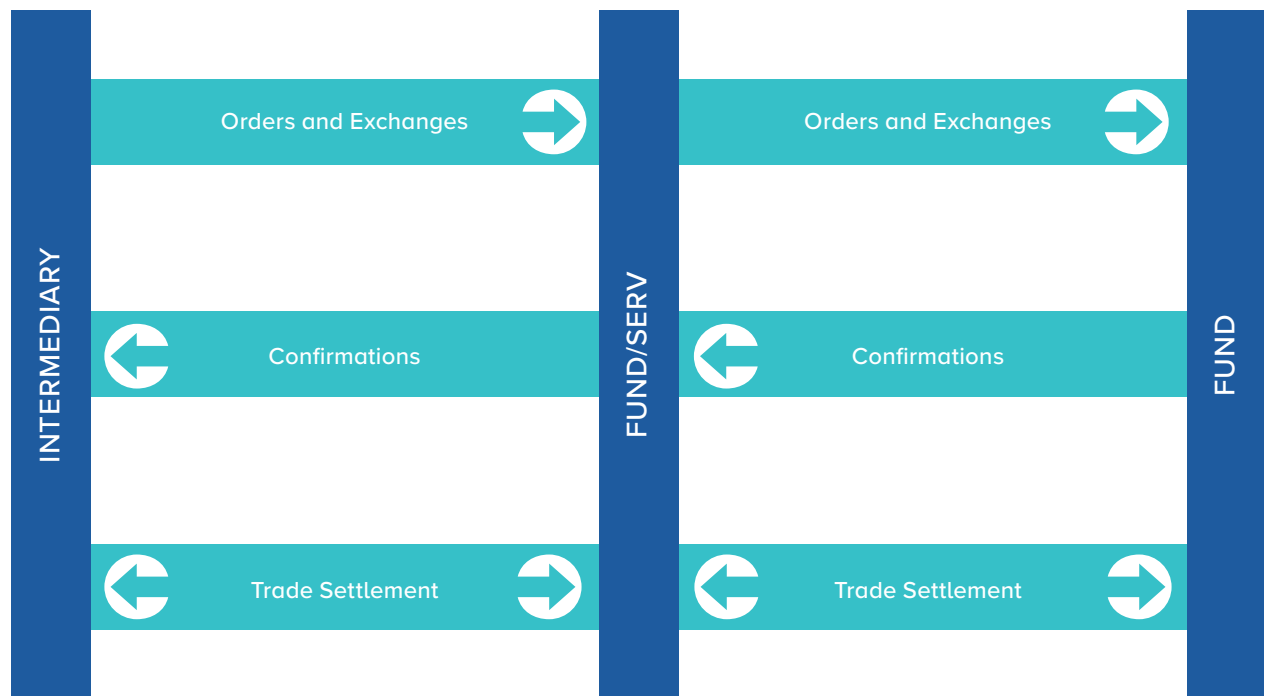 INTERMEDIARY
Orders and Exchanges
Confirmations
Trade Settlement
FUND/SERV
Orders and Exchanges
Confirmations
Trade Settlement
FUND